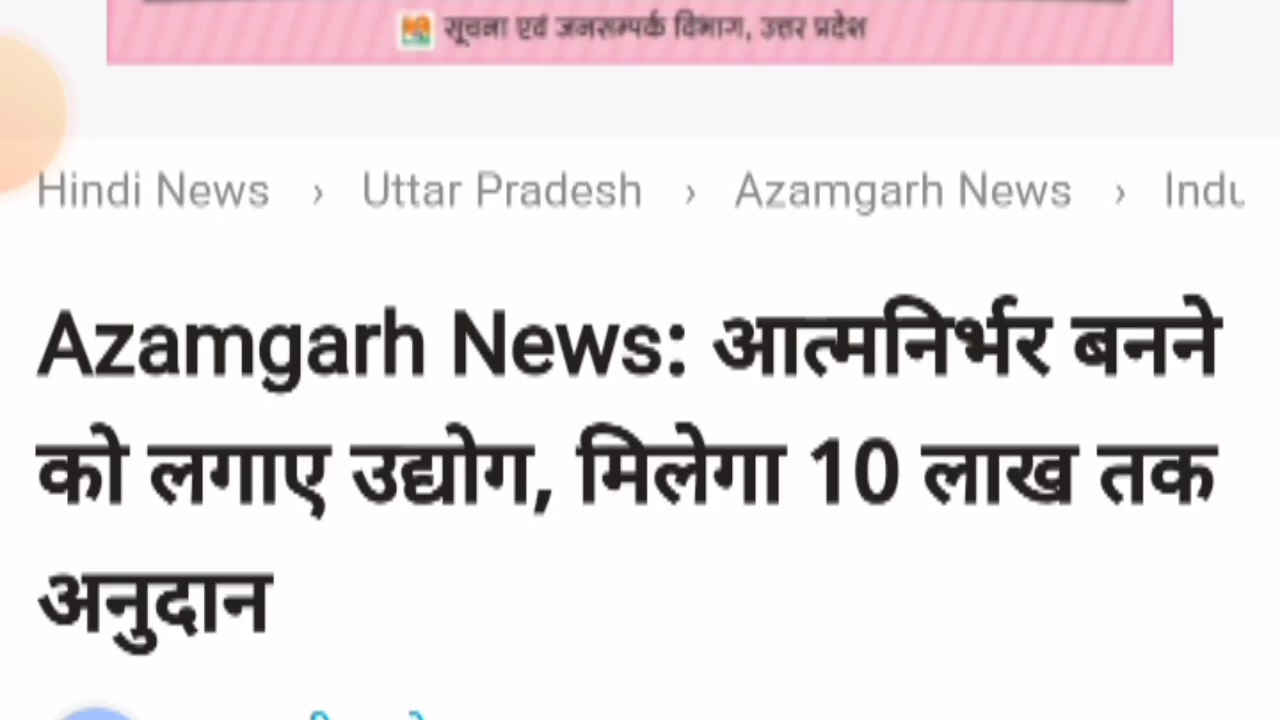 सूचना एवं जनसम्पर्क विभाग, उत्तर प्रदेश
Hindi News › Uttar Pradesh › Azamgarh News › Indu
Azamgarh News: आत्मनिर्भर बनने
को लगाए उद्योग, मिलेगा 10 लाख तक
अनुदान